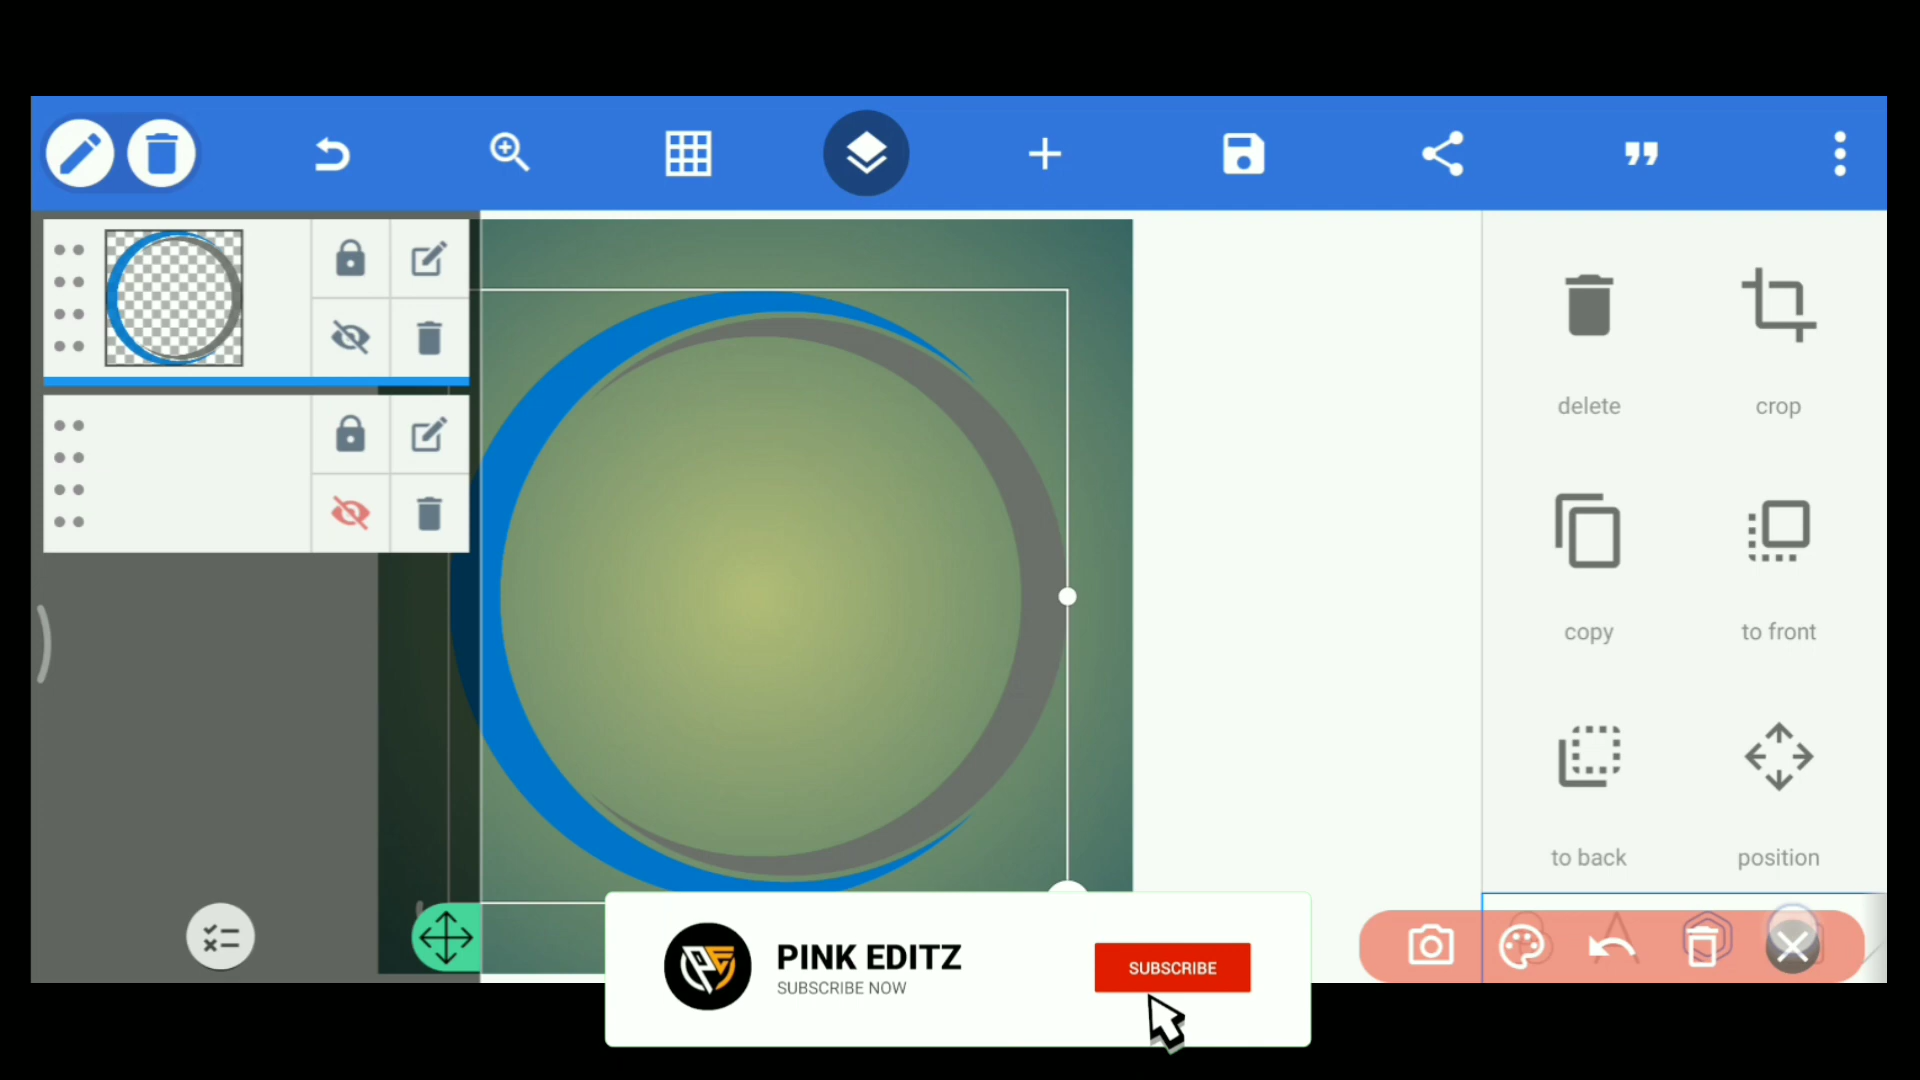 delete
crop
copy
to front
to back
position
PINK EDITZ
SUBSCRIBE NOW
SUBSCRIBE